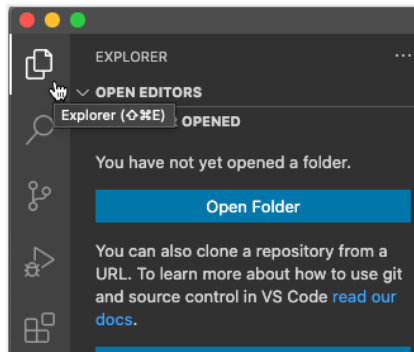 EXPLORER
OPEN EDITORS
Explorer (⇧⌘E)
OPENED
You have not yet opened a folder.
Open Folder
You can also clone a repository from a
URL. To learn more about how to use git
and source control in VS Code read our
docs.